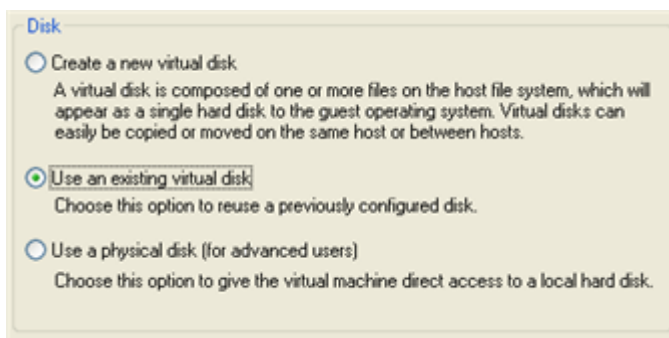 Disk
Create a new virtual disk
A virtual disk is composed of one or more files on the host file system, which will
appear as a single hard disk to the guest operating system. Virtual disks can
easily be copied or moved on the same host or between hosts.
Use an existing virtual disk
Choose this option to reuse a previously configured disk.
Use a physical disk (for advanced users)
Choose this option to give the virtual machine direct access to a local hard disk.